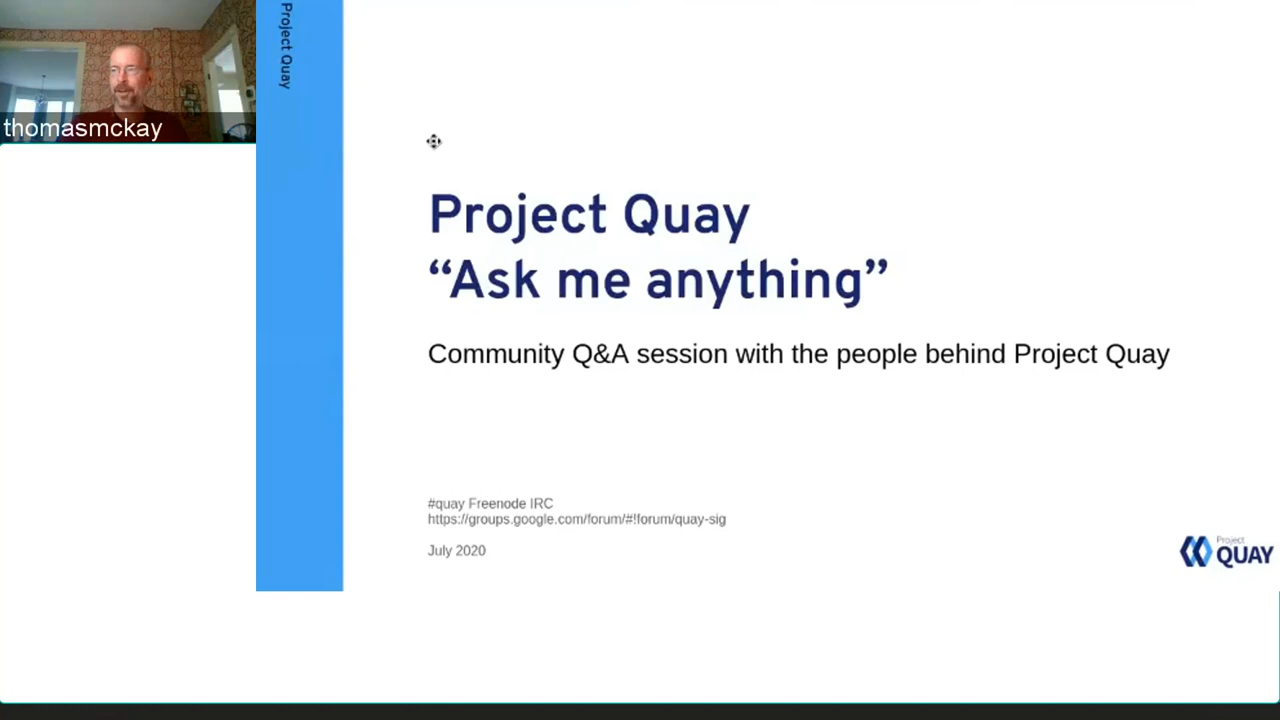 thomasmckay
Project Quay
Project Quay
“Ask me anything”
Community Q&A session with the people behind Project Quay
#quay Freenode IRC
https://groups.google.com/forum/#!forum/quay-sig
July 2020
Project
QUAY